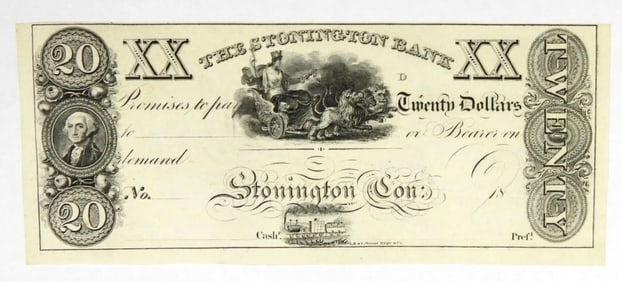 20 XX THE STONINGTON BANK XX TWENTY
D
Promises, to pay Twenty Dollars
to or Bearer on
demand
No. Stonington Con: 18
20
Cash.r Pres.t